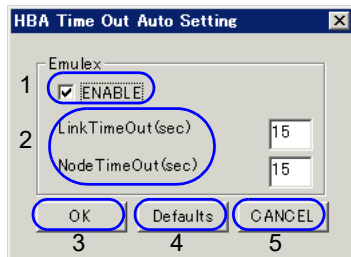 HBA Time Out Auto Setting
Emulex
1 ENABLE
2
LinkTimeOut(sec) 15
NodeTimeOut(sec) 15
OK Defaults CANCEL
3 4 5